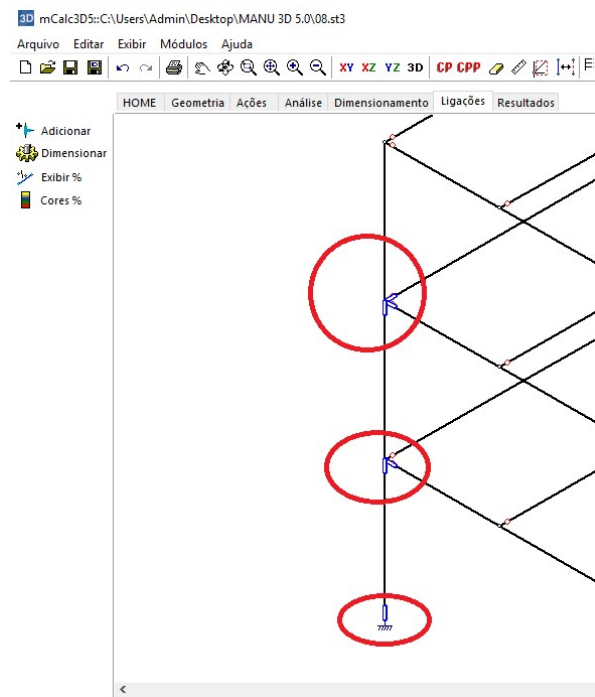 3D mCalc3D5::C:\Users\Admin\Desktop\MANU 3D 5.0\08.st3
Arquivo Editar Exibir Módulos Ajuda
XY XZ YZ 3D CP CPP
HOME Geometria Ações Análise Dimensionamento Ligações Resultados
Adicionar
Dimensionar
Exibir %
Cores %